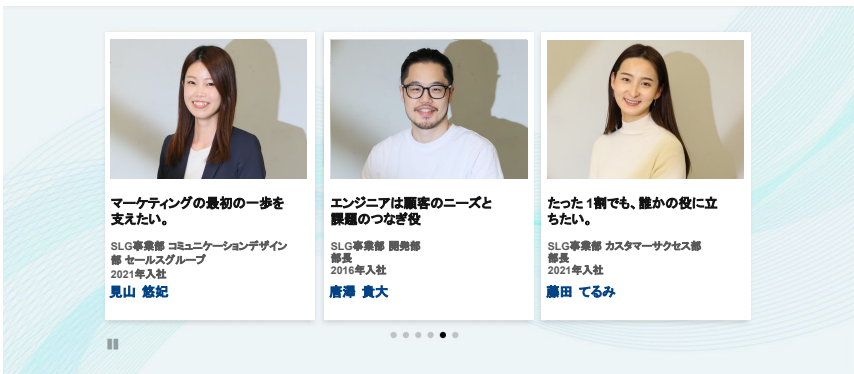 マーケティングの最初の一歩を
支えたい。
SLG事業部 コミュニケーションデザイン
部 セールスグループ
2021年入社
見山 悠妃
エンジニアは顧客のニーズと
課題のつなぎ役
SLG事業部 開発部
部長
2016年入社
唐澤 貴大
たった 1割でも、誰かの役に立
ちたい。
SLG事業部 カスタマーサクセス部
部長
2021年入社
藤田 てるみ